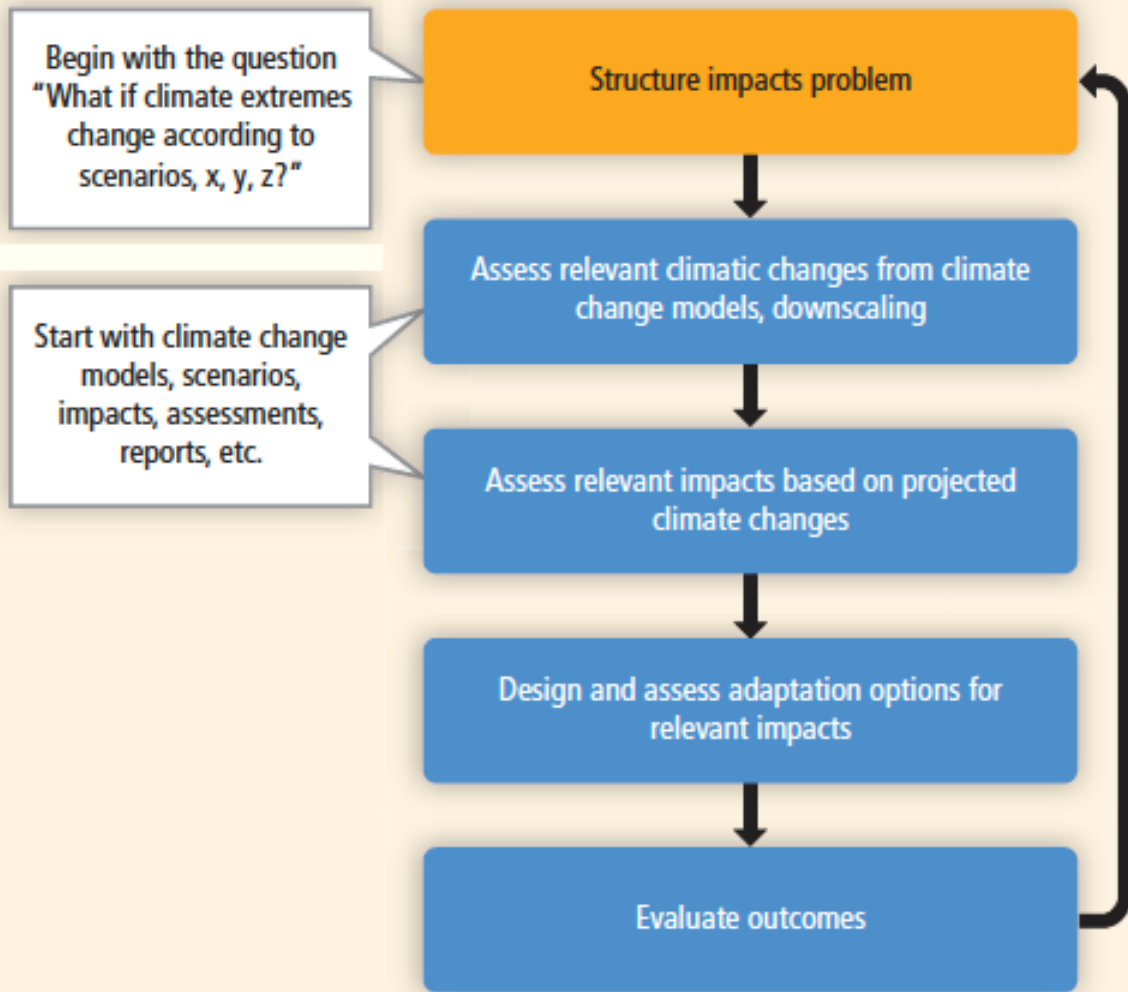 Begin with the question
“What if climate extremes
change according to
scenarios, x, y, z?”
Structure impacts problem
Start with climate change
models, scenarios,
impacts, assessments,
reports, etc.
Assess relevant climatic changes from climate
change models, downscaling
Assess relevant impacts based on projected
climate changes
Design and assess adaptation options for
relevant impacts
Evaluate outcomes